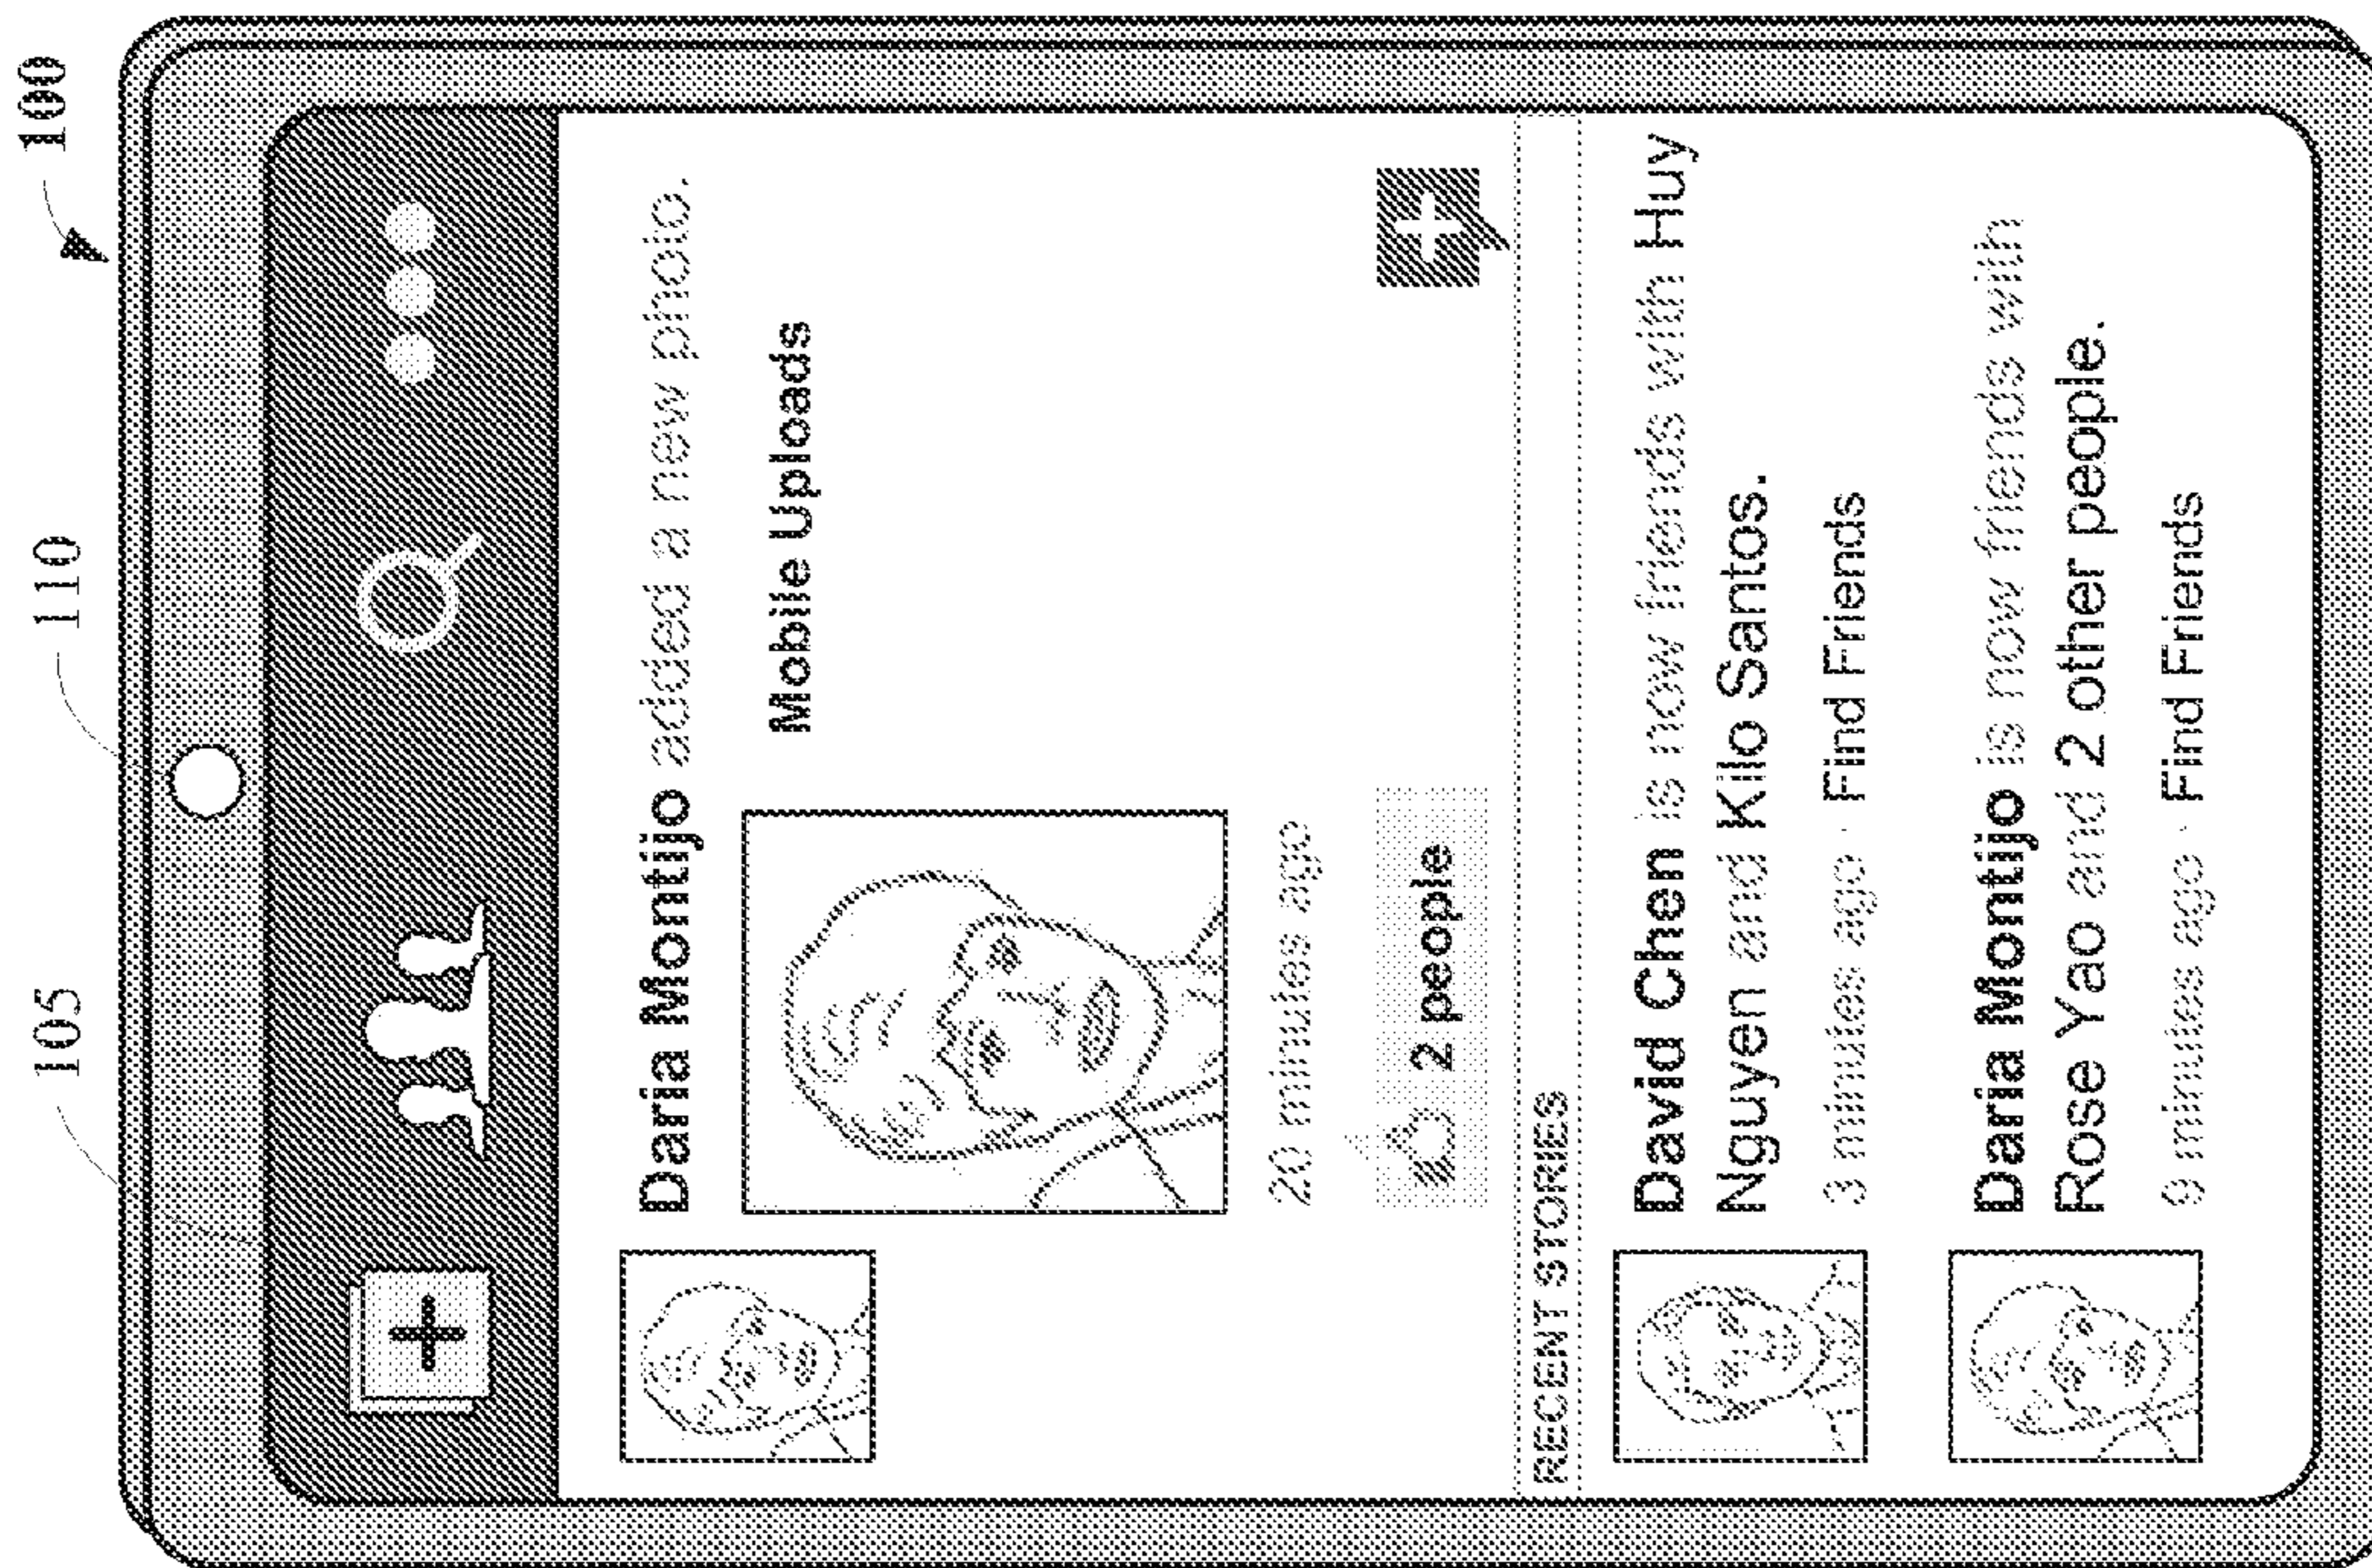 100
110
105
Daria Montijo added a new photo.
Mobile Uploads
20 minutes ago
2 people
RECENT STORIES
David Chen is now friends with Huy
Nguyen and Kilo Santos.
3 minutes ago · Find Friends
Daria Montijo is now friends with
Rose Yao and 2 other people.
9 minutes ago · Find Friends